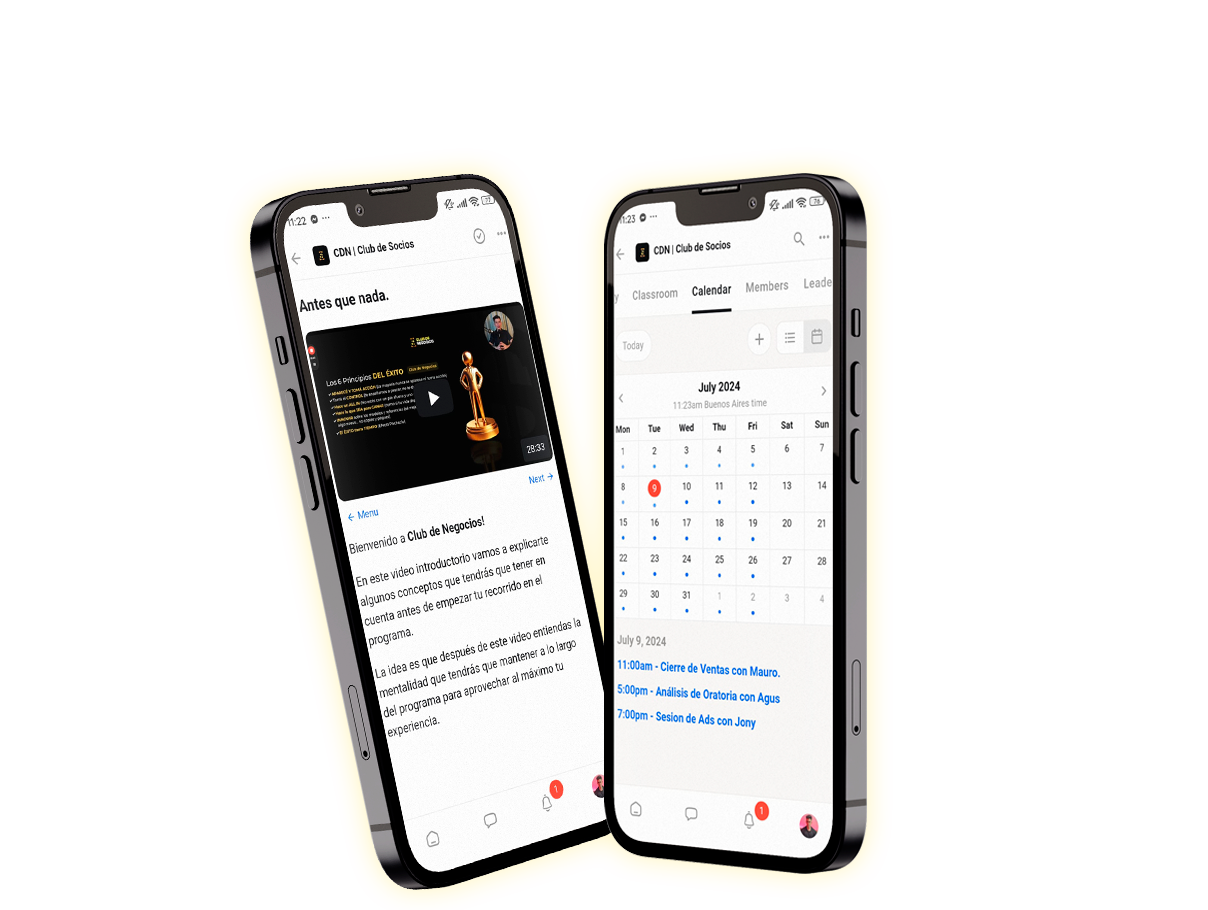 11:22
77
CDN | Club de Socios
Antes que nada.
CLUB DE
NEGOCIOS
Los 6 Principios DEL ÉXITO
Club de Negocios
28:33
Next →
← Menu
Bienvenido a Club de Negocios!
En este video introductorio vamos a explicarte
algunos conceptos que tendrás que tener en
cuenta antes de empezar tu recorrido en el
programa.
La idea es que después de este video entiendas la
mentalidad que tendrás que mantener a lo largo
del programa para aprovechar al máximo tu
experiencia.
1
11:23
76
CDN | Club de Socios
y Classroom Calendar Members Leade
Today
July 2024
11:23am Buenos Aires time
Mon Tue Wed Thu Fri Sat Sun
1 2 3 4 5 6 7
8 9 10 11 12 13 14
15 16 17 18 19 20 21
22 23 24 25 26 27 28
29 30 31 1 2 3 4
July 9, 2024
11:00am - Cierre de Ventas con Mauro.
5:00pm - Análisis de Oratoria con Agus
7:00pm - Sesion de Ads con Jony
1